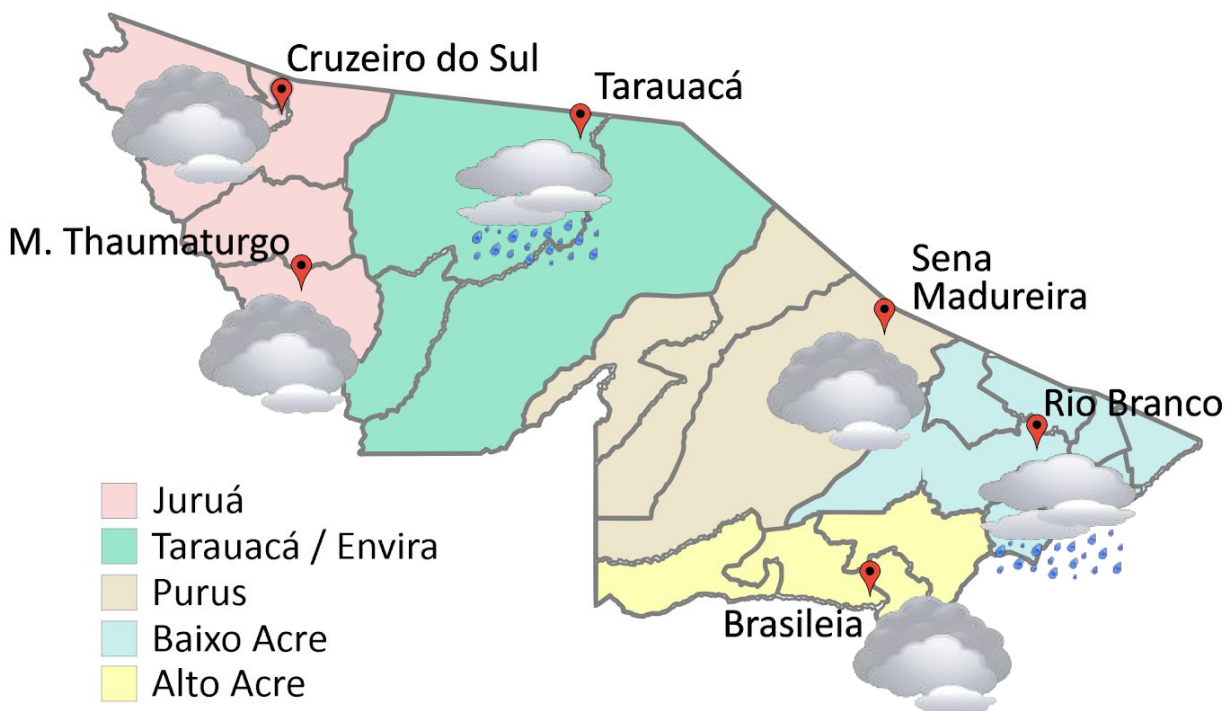 Cruzeiro do Sul
Tarauacá
M. Thaumaturgo
Sena
Madureira
Rio Branco
Brasileia
Juruá
Tarauacá / Envira
Purus
Baixo Acre
Alto Acre